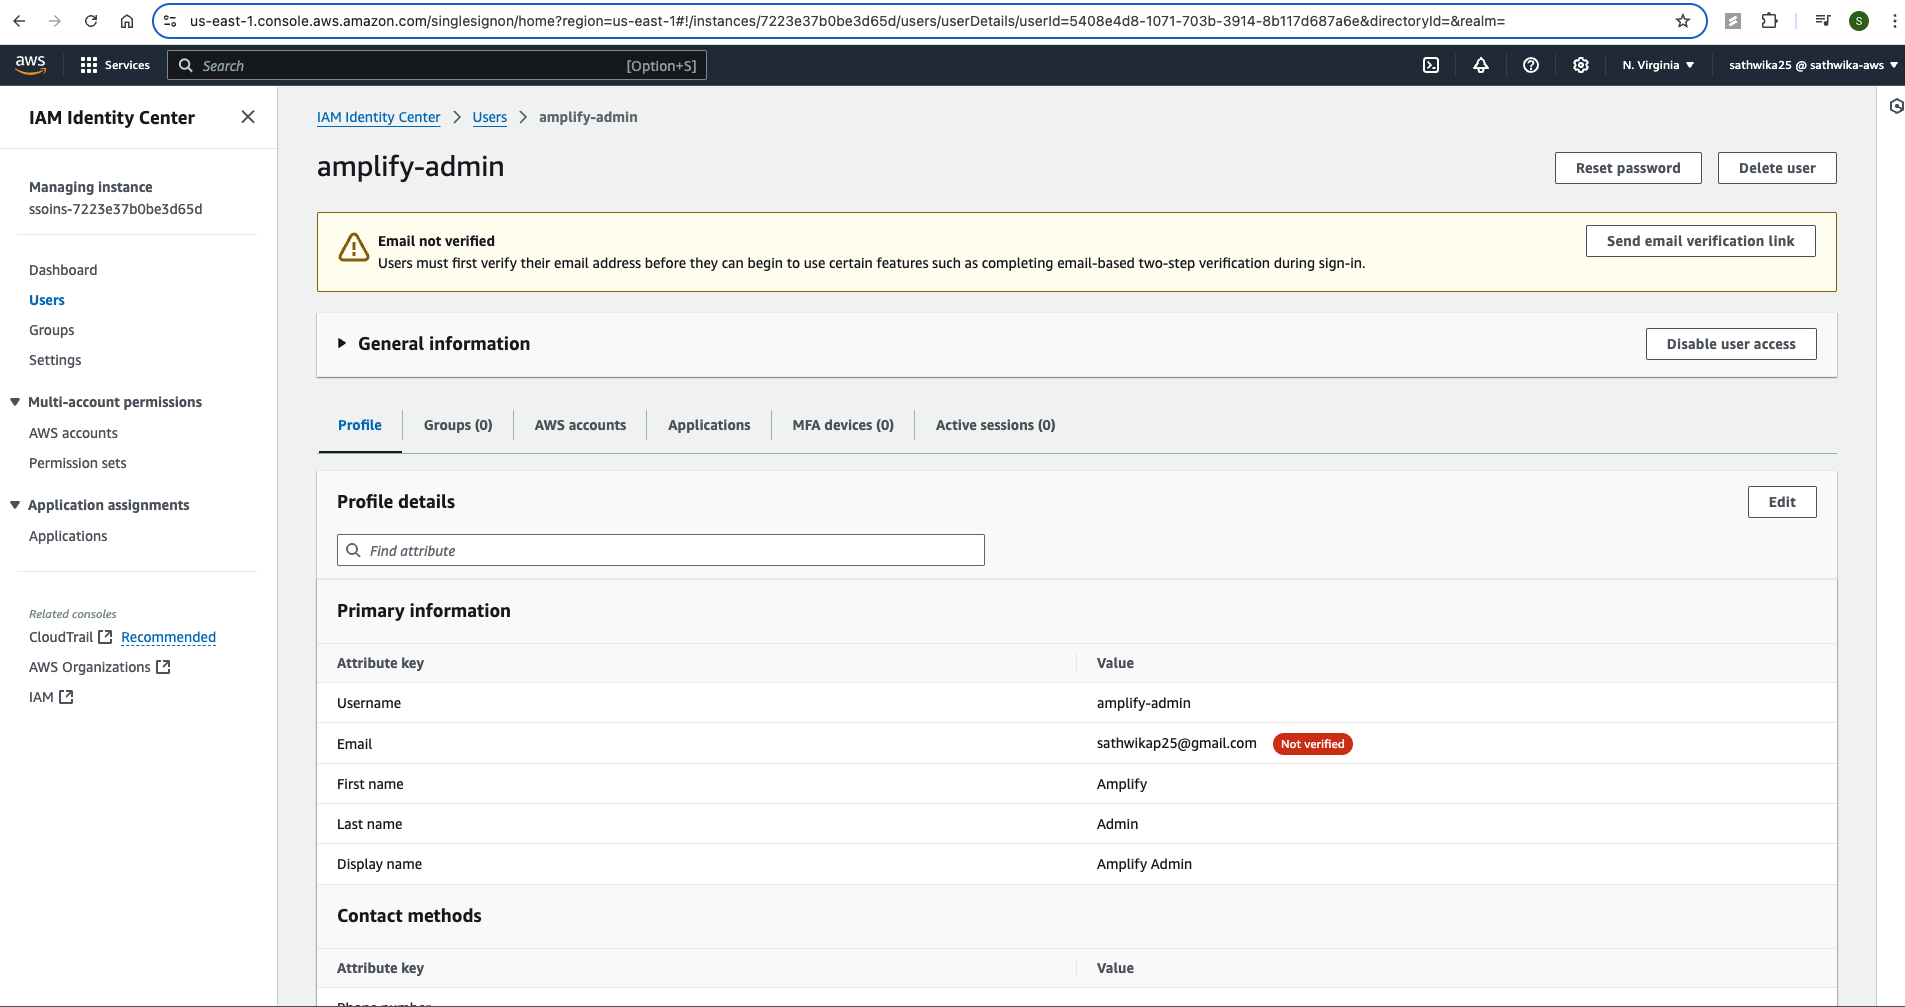 us-east-1.console.aws.amazon.com/singlesignon/home?region=us-east-1#!/instances/7223e37b0be3d65d/users/userDetails/userId=5408e4d8-1071-703b-3914-8b117d687a6e&directoryId=&realm=
S
aws Services Search [Option+S] N. Virginia sathwika25 @ sathwika-aws
IAM Identity Center
Managing instance
ssoins-7223e37b0be3d65d
Dashboard
Users
Groups
Settings
Multi-account permissions
AWS accounts
Permission sets
Application assignments
Applications
Related consoles
CloudTrail Recommended
AWS Organizations
IAM
IAM Identity Center Users amplify-admin
amplify-admin
Reset password Delete user
Email not verified
Users must first verify their email address before they can begin to use certain features such as completing email-based two-step verification during sign-in.
Send email verification link
General information
Disable user access
Profile Groups (0) AWS accounts Applications MFA devices (0) Active sessions (0)
Profile details
Edit
Find attribute
Primary information
Attribute key Value
Username amplify-admin
Email sathwikap25@gmail.com Not verified
First name Amplify
Last name Admin
Display name Amplify Admin
Contact methods
Attribute key Value
Phone number